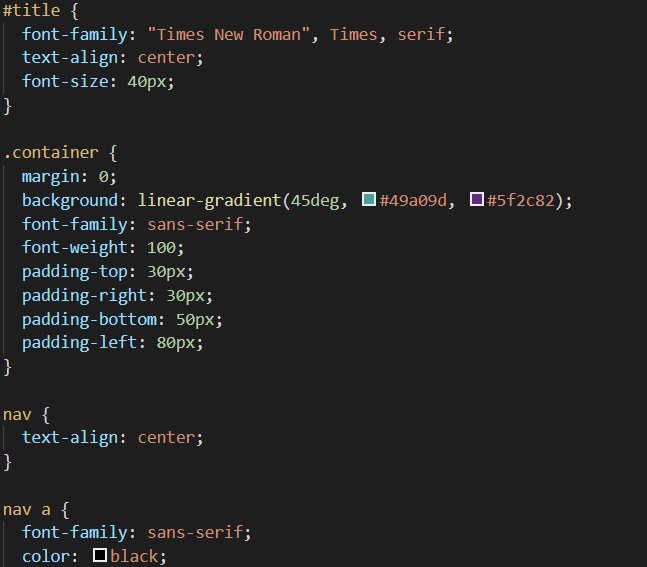 #title {
  font-family: "Times New Roman", Times, serif;
  text-align: center;
  font-size: 40px;
}

.container {
  margin: 0;
  background: linear-gradient(45deg, #49a09d, #5f2c82);
  font-family: sans-serif;
  font-weight: 100;
  padding-top: 30px;
  padding-right: 30px;
  padding-bottom: 50px;
  padding-left: 80px;
}

nav {
  text-align: center;
}

nav a {
  font-family: sans-serif;
  color: black;